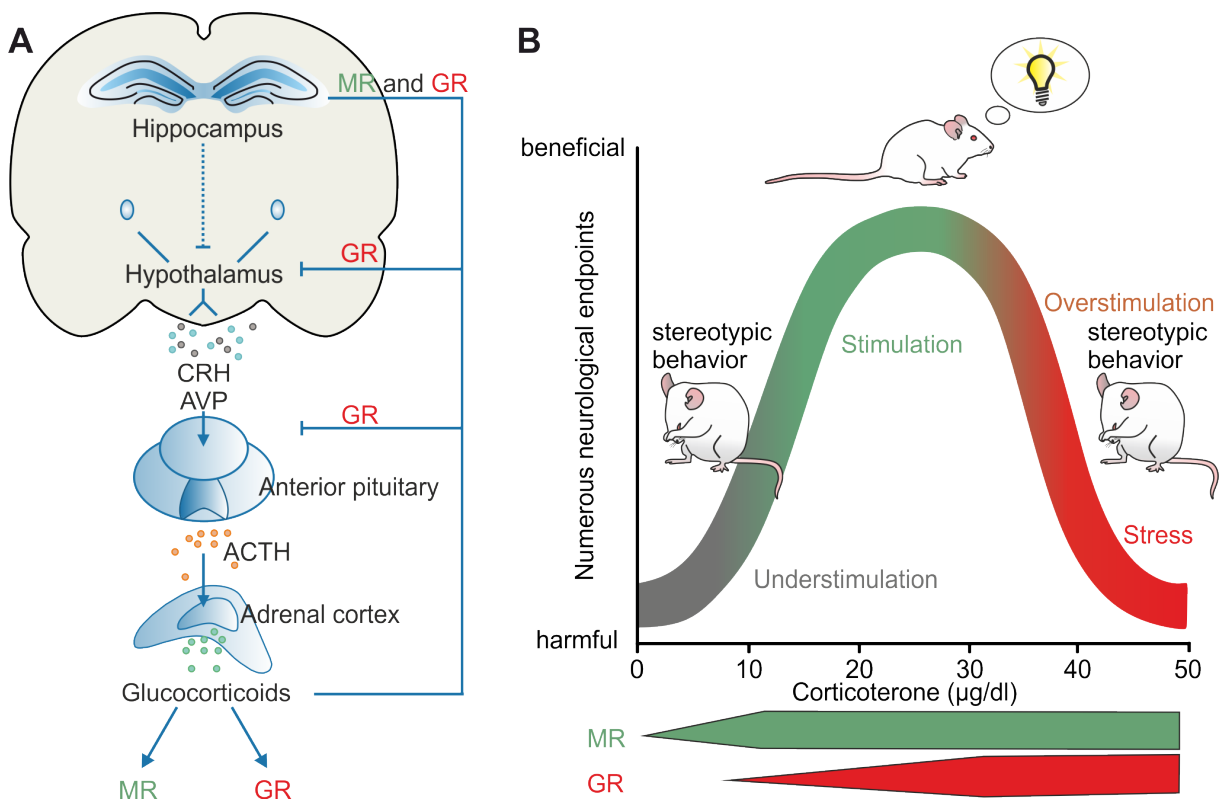 A
MR and GR
Hippocampus
GR
Hypothalamus
CRH
AVP
GR
Anterior pituitary
ACTH
Adrenal cortex
Glucocorticoids
MR
GR
B
beneficial
Numerous neurological endpoints
harmful
stereotypic
behavior
Stimulation
Understimulation
Overstimulation
stereotypic
behavior
Stress
0 10 20 30 40 50
Corticoterone (µg/dl)
MR
GR